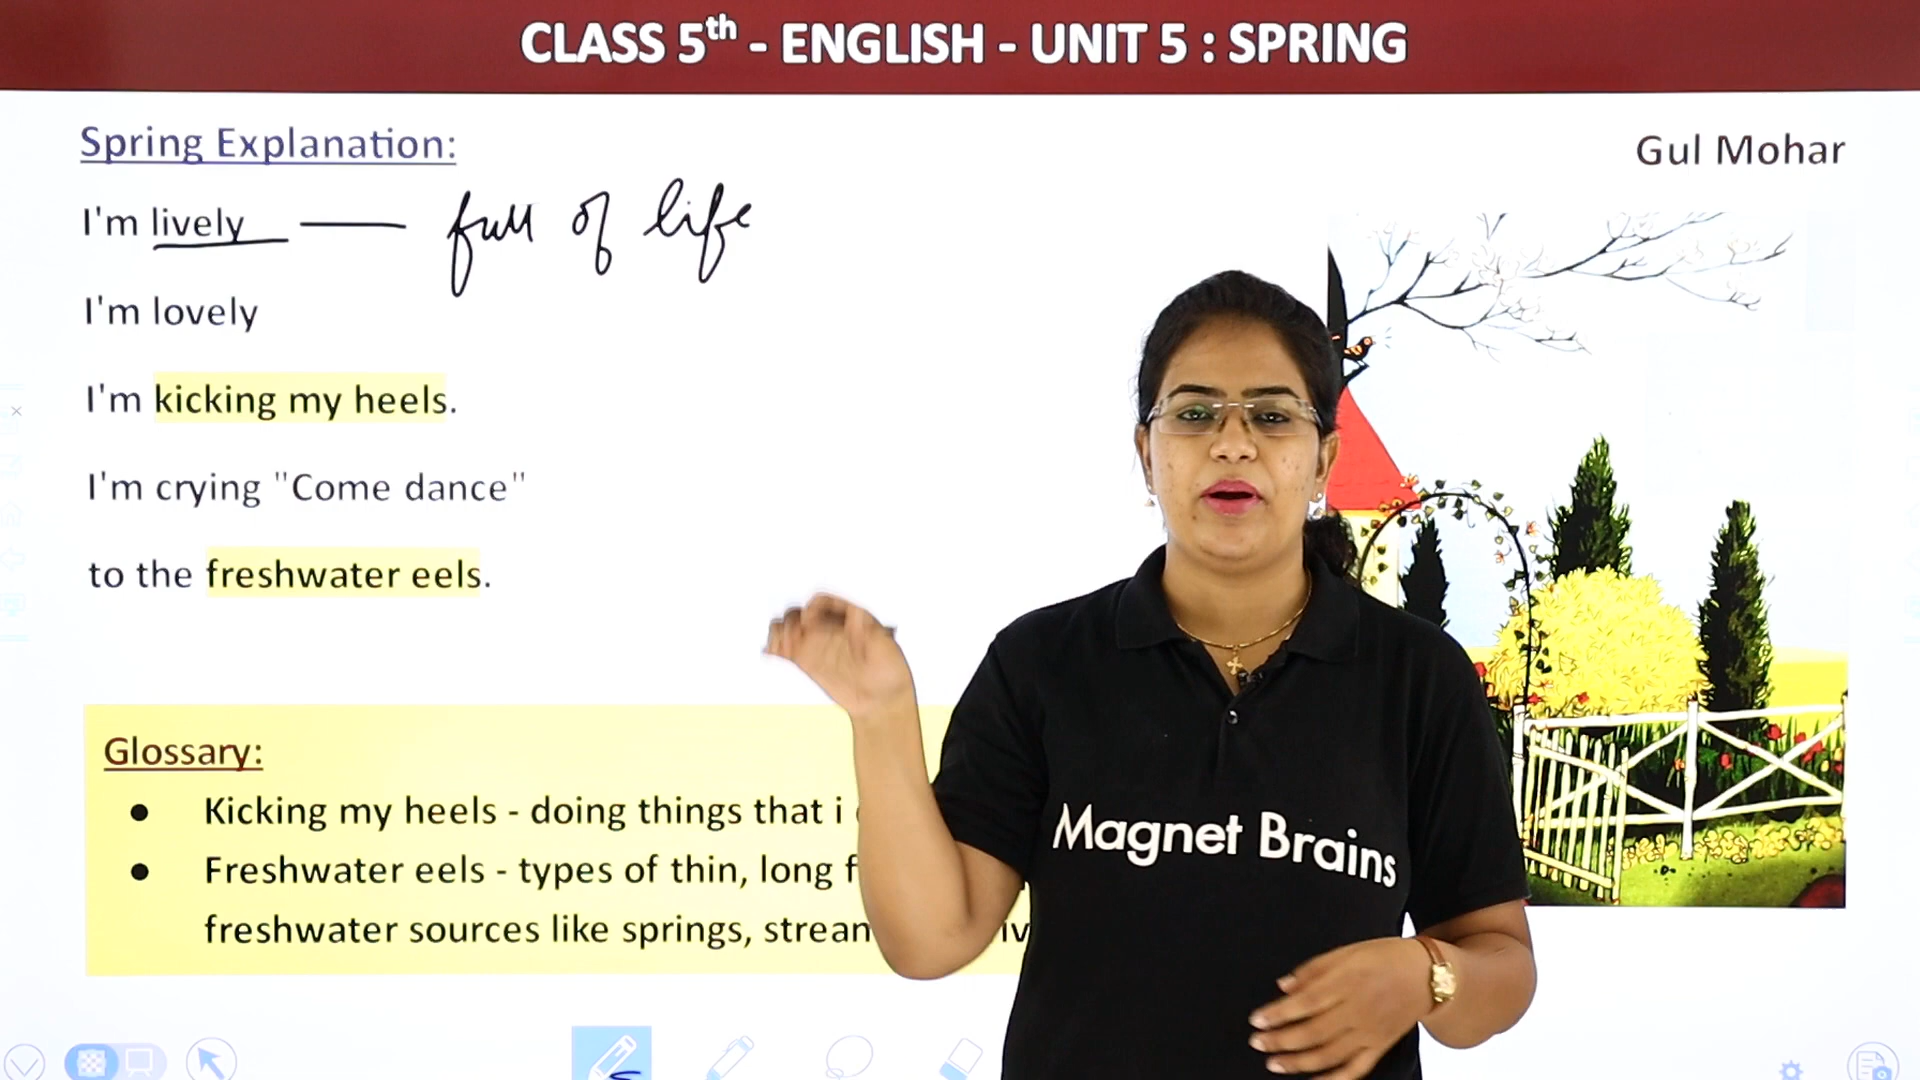 CLASS 5th - ENGLISH - UNIT 5 : SPRING
Spring Explanation:
Gul Mohar
I'm lively — full of life
I'm lovely
I'm kicking my heels.
I'm crying "Come dance"
to the freshwater eels.
Glossary:
● Kicking my heels - doing things that i
● Freshwater eels - types of thin, long
freshwater sources like springs,
Magnet Brains